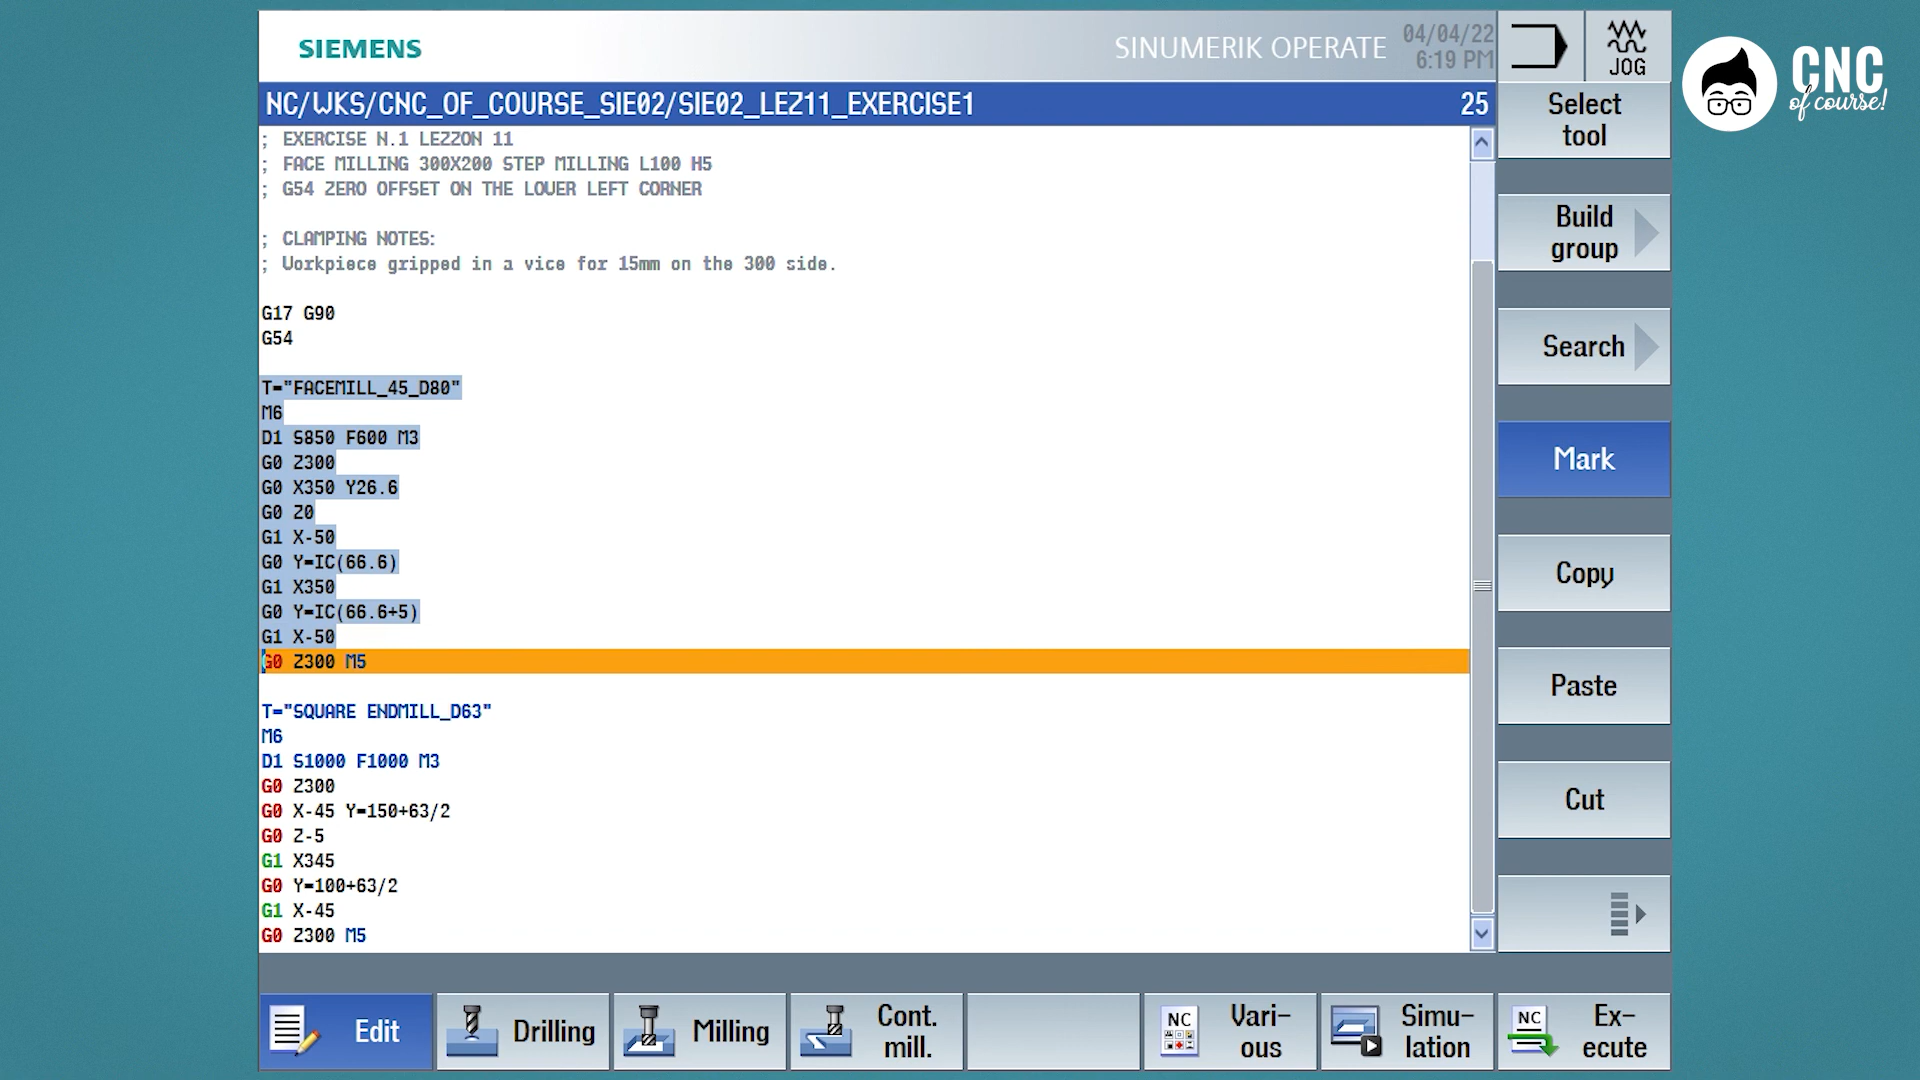 SIEMENS
SINUMERIK OPERATE
04/04/22
6:19 PM
JOG
CNC
of course!
NC/WKS/CNC_OF_COURSE_SIE02/SIE02_LEZ11_EXERCISE1
25
; EXERCISE N.1 LEZZON 11
; FACE MILLING 300X200 STEP MILLING L100 H5
; G54 ZERO OFFSET ON THE LOWER LEFT CORNER
; CLAMPING NOTES:
; Workpiece gripped in a vice for 15mm on the 300 side.
G17 G90
G54
T="FACEMILL_45_D80"
M6
D1 S850 F600 M3
G0 Z300
G0 X350 Y26.6
G0 Z0
G1 X-50
G0 Y=IC(66.6)
G1 X350
G0 Y=IC(66.6+5)
G1 X-50
G0 Z300 M5
T="SQUARE ENDMILL_D63"
M6
D1 S1000 F1000 M3
G0 Z300
G0 X-45 Y=150+63/2
G0 Z-5
G1 X345
G0 Y=100+63/2
G1 X-45
G0 Z300 M5
Select
tool
Build
group
Search
Mark
Copy
Paste
Cut
Edit
Drilling
Milling
Cont.
mill.
NC
Vari-
ous
Simu-
lation
NC
Ex-
ecute